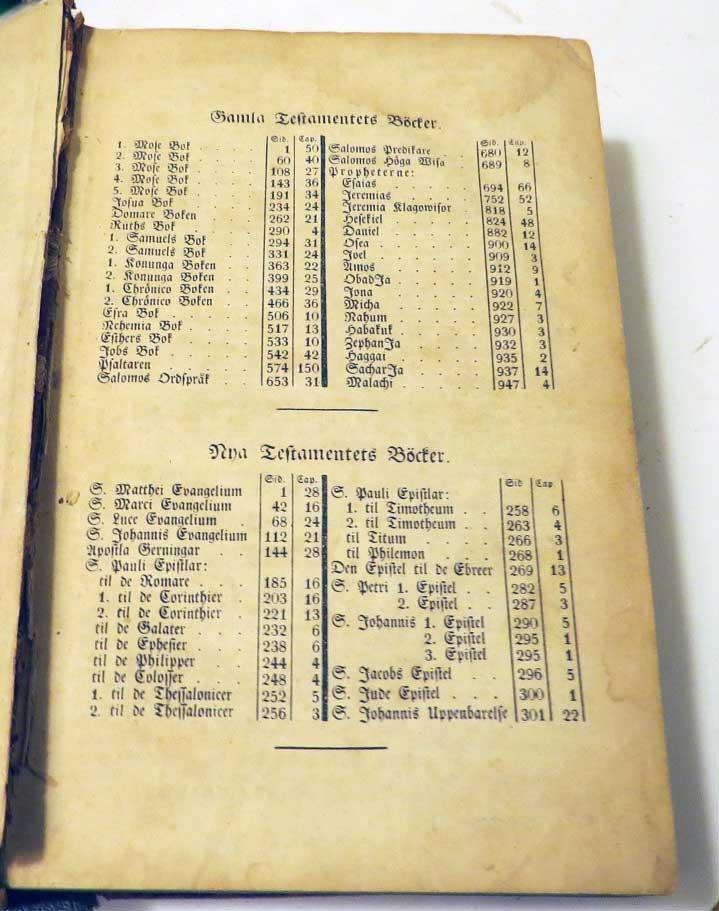 Gamla Testamentets Böcker.
Sid. Cap.
1. Mose Bok 1 50
2. Mose Bok 60 40
3. Mose Bok 108 27
4. Mose Bok 143 36
5. Mose Bok 191 34
Josua Bok 234 24
Domare Boken 262 21
Ruths Bok 290 4
1. Samuels Bok 294 31
2. Samuels Bok 331 24
1. Konunga Boken 363 22
2. Konunga Boken 399 25
1. Chrönico Boken 434 29
2. Chrönico Boken 466 36
Esra Bok 506 10
Nehemia Bok 517 13
Esthers Bok 533 10
Jobs Bok 542 42
Psaltaren 574 150
Salomos Ordspråk 653 31
Sid. Cap.
Salomos Predikare 680 12
Salomos Höga Wisa 689 8
Propheterne:
Esaias 694 66
Jeremias 752 52
Jeremia Klagowisor 818 5
Hesekiel 824 48
Daniel 882 12
Osea 900 14
Joel 909 3
Amos 912 9
ObadJa 919 1
Jona 920 4
Micha 922 7
Nahum 927 3
Habakuk 930 3
ZephanJa 932 3
Haggai 935 2
SacharJa 937 14
Malachi 947 4
Nya Testamentets Böcker.
Sid. Cap.
S. Matthei Evangelium 1 28
S. Marci Evangelium 42 16
S. Luce Evangelium 68 24
S. Johannis Evangelium 112 21
Apostla Gerningar 144 28
S. Pauli Epistlar:
til de Romare 185 16
1. til de Corinthier 203 16
2. til de Corinthier 221 13
til de Galater 232 6
til de Ephesier 238 6
til de Philipper 244 4
til de Colosser 248 4
1. til de Thessalonicer 252 5
2. til de Thessalonicer 256 3
Sid Cap
S. Pauli Epistlar:
1. til Timotheum 258 6
2. til Timotheum 263 4
til Titum 266 3
til Philemon 268 1
Den Epistel til de Ebreer 269 13
S. Petri 1. Epistel 282 5
2. Epistel 287 3
S. Johannis 1. Epistel 290 5
2. Epistel 295 1
3. Epistel 295 1
S. Jacobs Epistel 296 5
S. Jude Epistel 300 1
S. Johannis Uppenbarelse 301 22